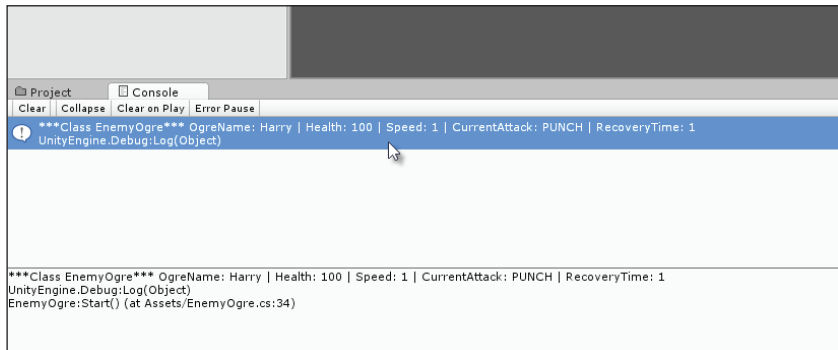 Project Console
Clear Collapse Clear on Play Error Pause
***Class EnemyOgre*** OgreName: Harry | Health: 100 | Speed: 1 | CurrentAttack: PUNCH | RecoveryTime: 1
UnityEngine.Debug:Log(Object)
***Class EnemyOgre*** OgreName: Harry | Health: 100 | Speed: 1 | CurrentAttack: PUNCH | RecoveryTime: 1
UnityEngine.Debug:Log(Object)
EnemyOgre:Start() (at Assets/EnemyOgre.cs:34)